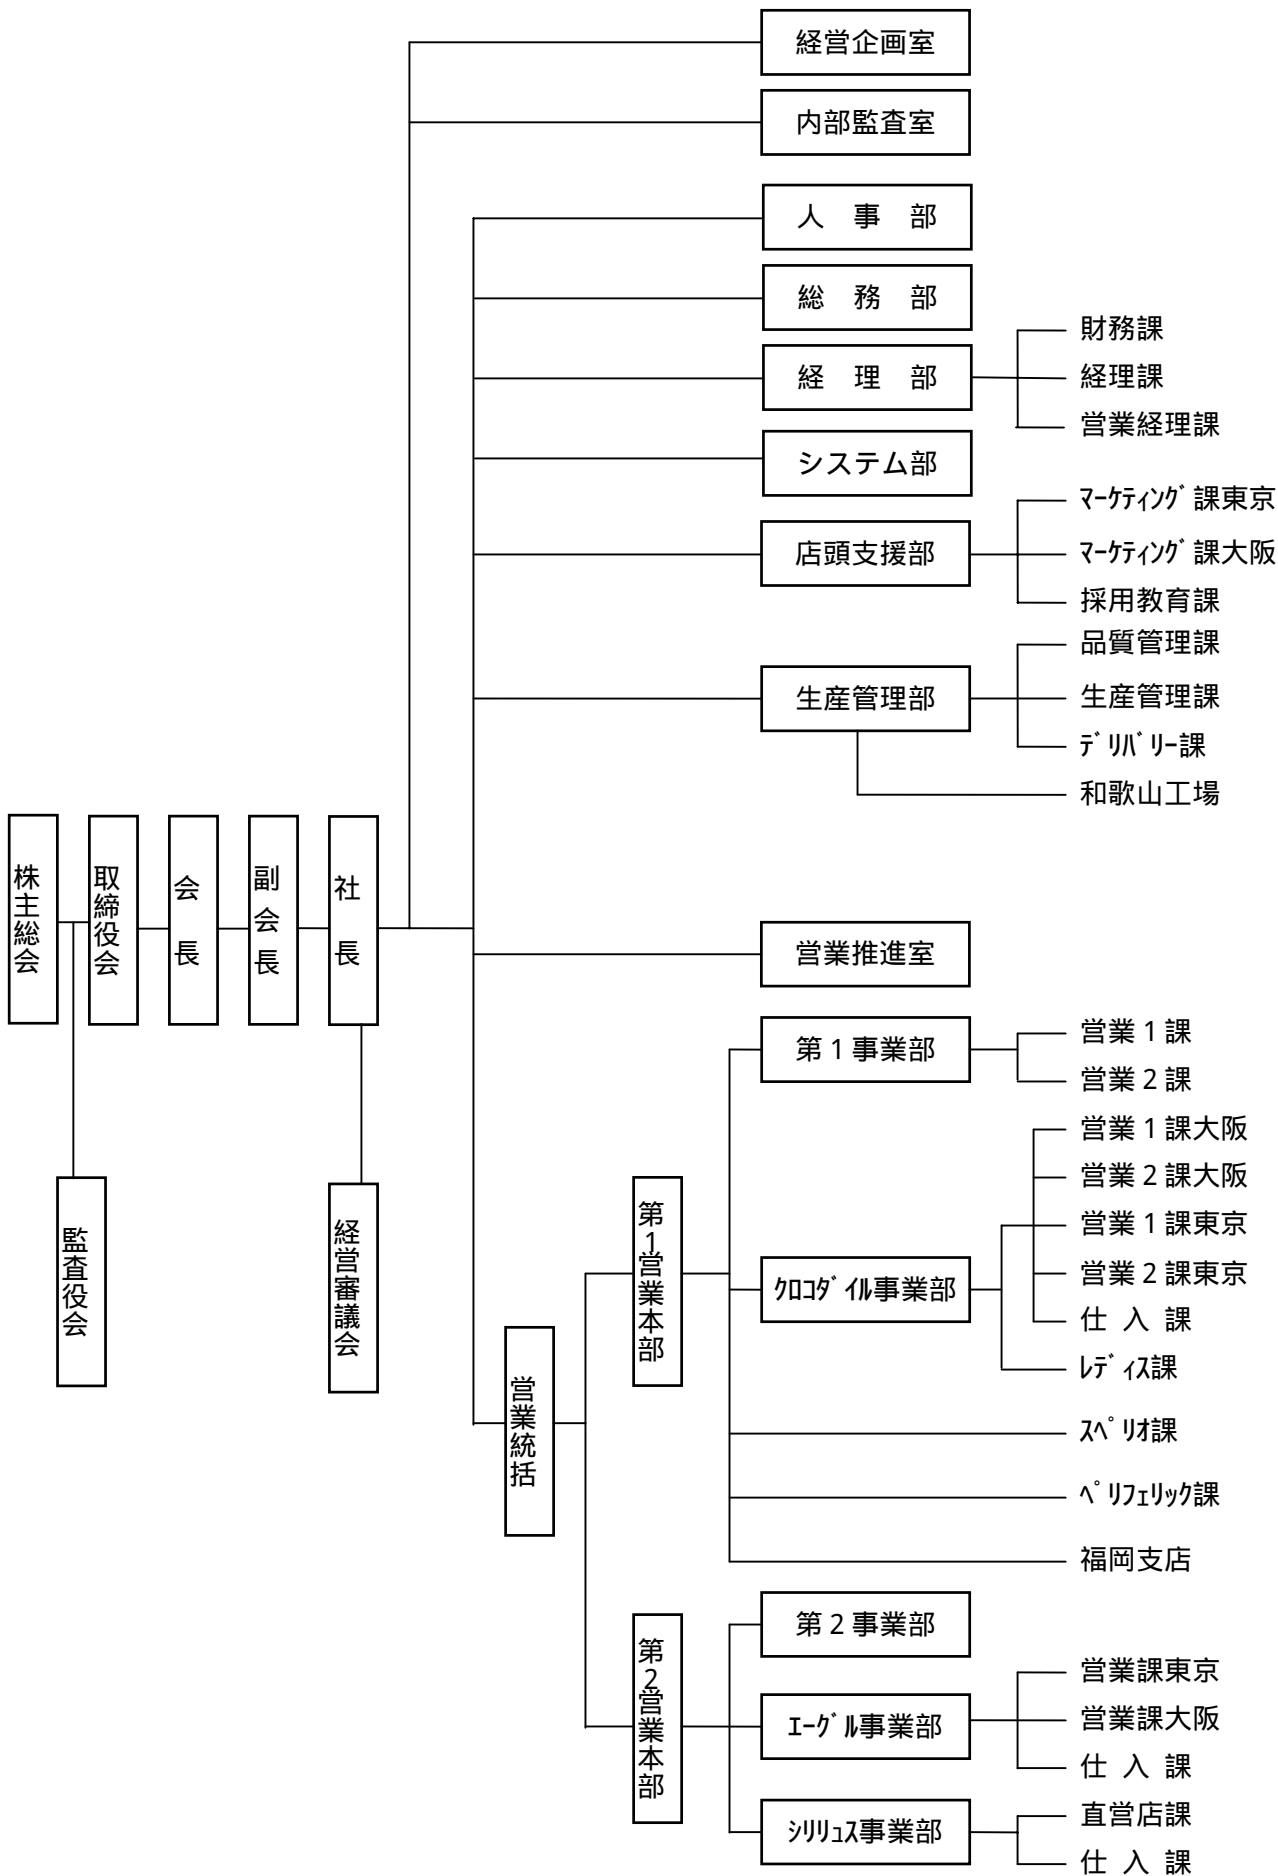 経営企画室
内部監査室
人　事　部
総　務　部
経　理　部
財務課
経理課
営業経理課
システム部
店頭支援部
ﾏｰｹﾃｨﾝｸﾞ課東京
ﾏｰｹﾃｨﾝｸﾞ課大阪
採用教育課
生産管理部
品質管理課
生産管理課
ﾃﾞﾘﾊﾞﾘｰ課
和歌山工場
株主総会
取締役会
会長
副会長
社長
監査役会
経営審議会
営業推進室
営業統括
第1営業本部
第１事業部
営業１課
営業２課
ｸﾛｺﾀﾞｲﾙ事業部
営業１課大阪
営業２課大阪
営業１課東京
営業２課東京
仕 入 課
ﾚﾃﾞｨｽ課
ｽﾍﾟﾘｵ課
ﾍﾟﾘﾌｪﾘｯｸ課
福岡支店
第2営業本部
第２事業部
ｴｰｸﾞﾙ事業部
営業課東京
営業課大阪
仕 入 課
ｼﾘﾘｭｽ事業部
直営店課
仕 入 課